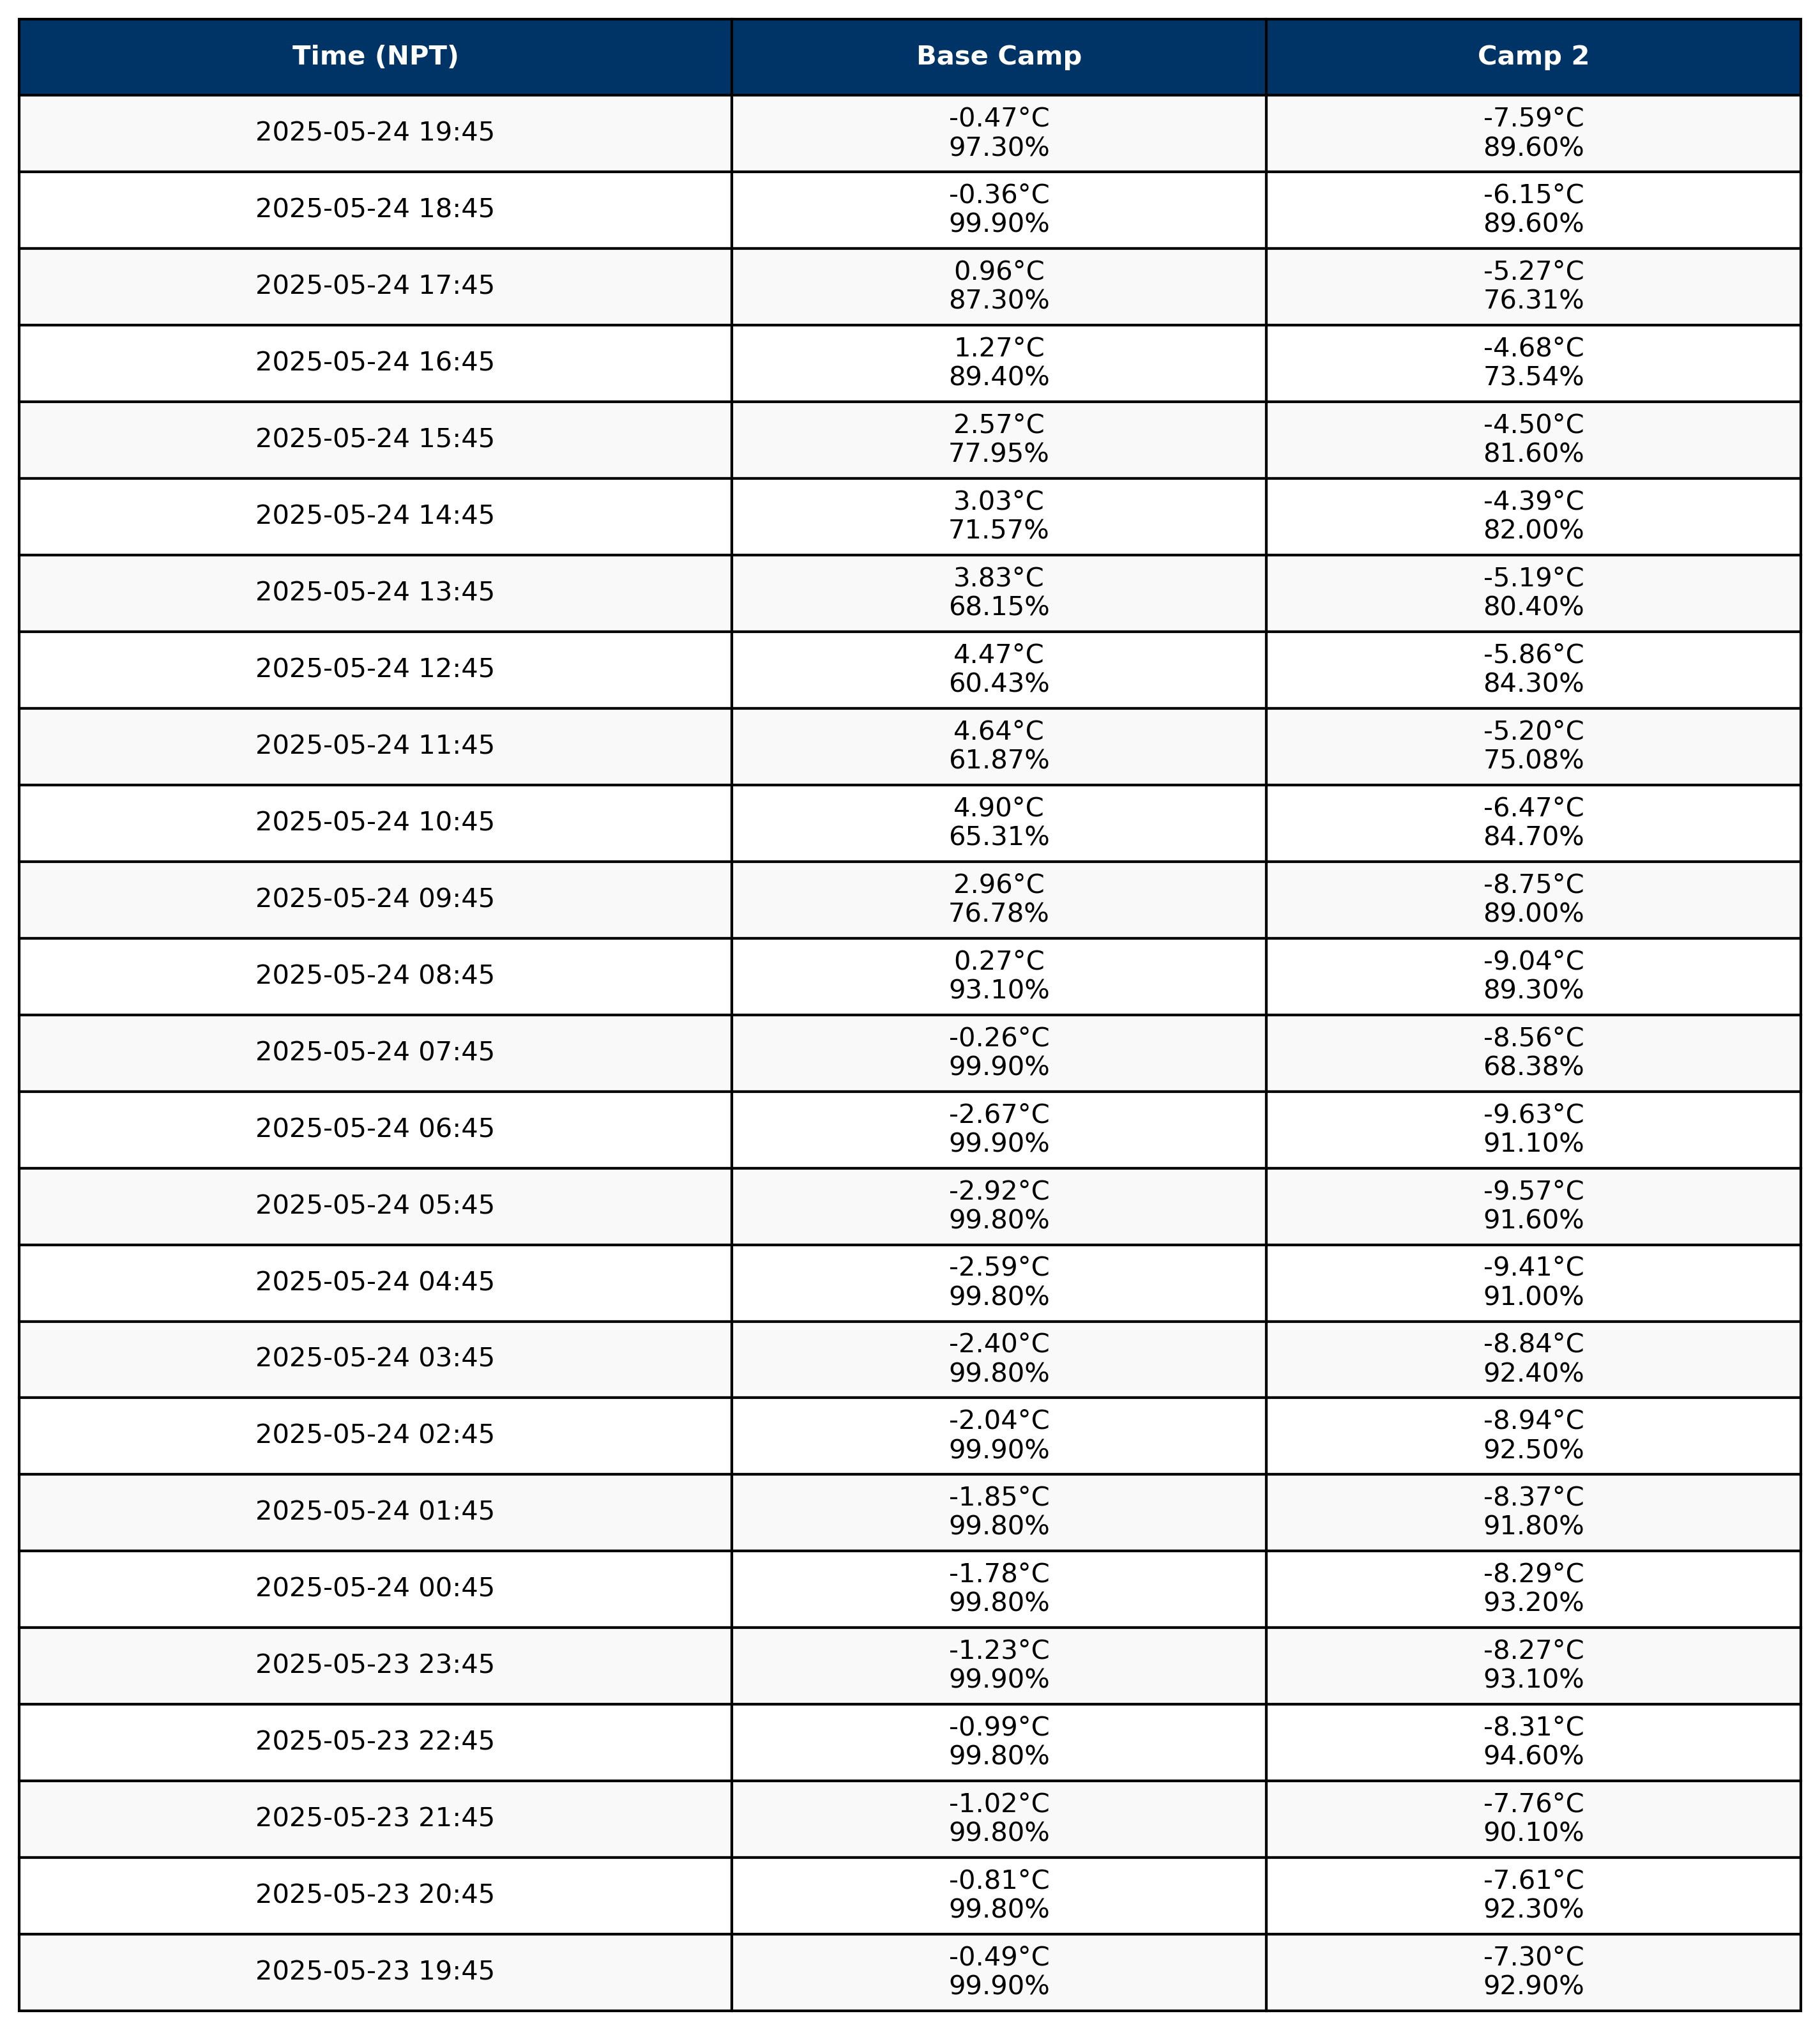 Time (NPT) Base Camp Camp 2
2025-05-24 19:45 -0.47°C -7.59°C
97.30% 89.60%
2025-05-24 18:45 -0.36°C -6.15°C
99.90% 89.60%
2025-05-24 17:45 0.96°C -5.27°C
87.30% 76.31%
2025-05-24 16:45 1.27°C -4.68°C
89.40% 73.54%
2025-05-24 15:45 2.57°C -4.50°C
77.95% 81.60%
2025-05-24 14:45 3.03°C -4.39°C
71.57% 82.00%
2025-05-24 13:45 3.83°C -5.19°C
68.15% 80.40%
2025-05-24 12:45 4.47°C -5.86°C
60.43% 84.30%
2025-05-24 11:45 4.64°C -5.20°C
61.87% 75.08%
2025-05-24 10:45 4.90°C -6.47°C
65.31% 84.70%
2025-05-24 09:45 2.96°C -8.75°C
76.78% 89.00%
2025-05-24 08:45 0.27°C -9.04°C
93.10% 89.30%
2025-05-24 07:45 -0.26°C -8.56°C
99.90% 68.38%
2025-05-24 06:45 -2.67°C -9.63°C
99.90% 91.10%
2025-05-24 05:45 -2.92°C -9.57°C
99.80% 91.60%
2025-05-24 04:45 -2.59°C -9.41°C
99.80% 91.00%
2025-05-24 03:45 -2.40°C -8.84°C
99.80% 92.40%
2025-05-24 02:45 -2.04°C -8.94°C
99.90% 92.50%
2025-05-24 01:45 -1.85°C -8.37°C
99.80% 91.80%
2025-05-24 00:45 -1.78°C -8.29°C
99.80% 93.20%
2025-05-23 23:45 -1.23°C -8.27°C
99.90% 93.10%
2025-05-23 22:45 -0.99°C -8.31°C
99.80% 94.60%
2025-05-23 21:45 -1.02°C -7.76°C
99.80% 90.10%
2025-05-23 20:45 -0.81°C -7.61°C
99.80% 92.30%
2025-05-23 19:45 -0.49°C -7.30°C
99.90% 92.90%